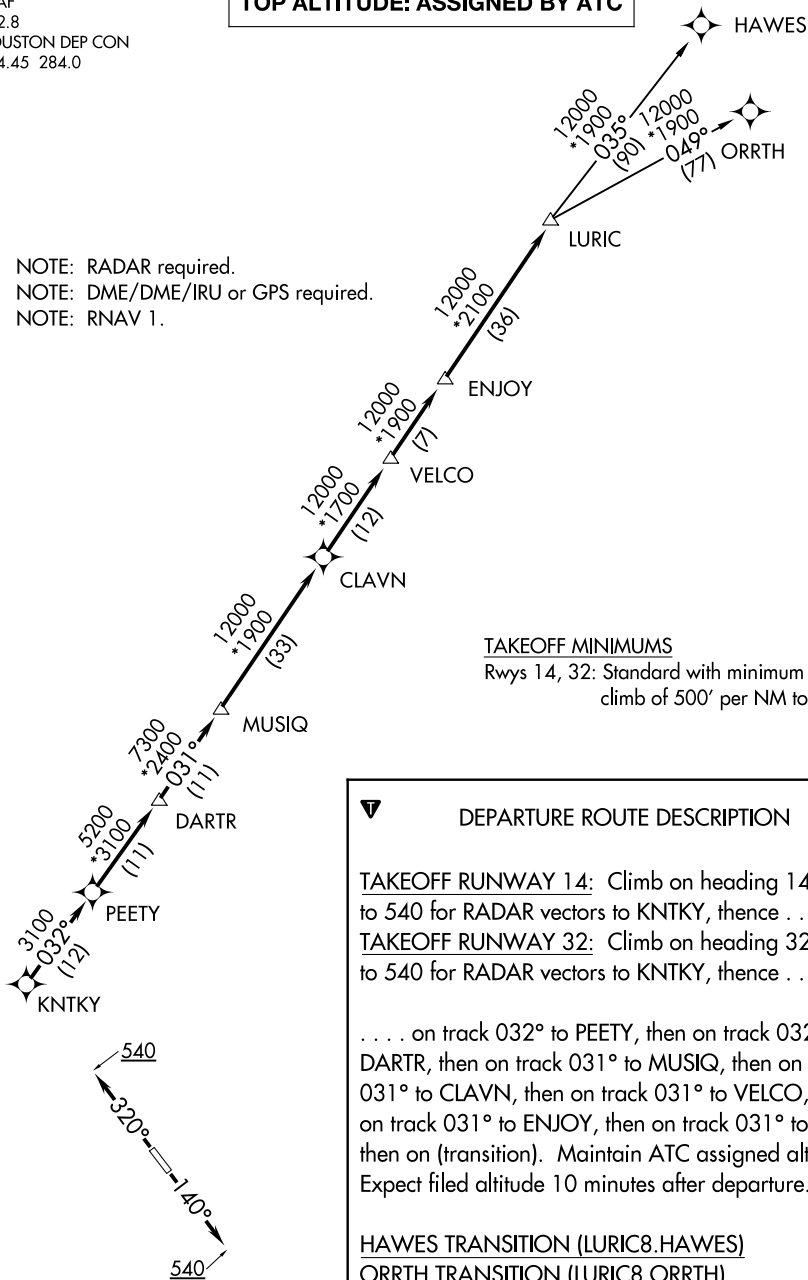 AF
2.8
USTON DEP CON
4.45 284.0
TOP ALTITUDE: ASSIGNED BY ATC
HAWES
12000
*1900
035°
(90)
12000
*1900
049°
(77)
ORRTH
LURIC
NOTE: RADAR required.
NOTE: DME/DME/IRU or GPS required.
NOTE: RNAV 1.
12000
*2100
(36)
ENJOY
12000
*1900
(7)
VELCO
12000
*1700
(12)
CLAVN
12000
*1900
(33)
TAKEOFF MINIMUMS
Rwys 14, 32: Standard with minimum
climb of 500' per NM to
MUSIQ
7300
*2400
031°
(11)
DARTR
5200
*3100
(11)
PEETY
3100
032°
(12)
KNTKY
540
320°
140°
540
T
DEPARTURE ROUTE DESCRIPTION
TAKEOFF RUNWAY 14: Climb on heading 14
to 540 for RADAR vectors to KNTKY, thence . .
TAKEOFF RUNWAY 32: Climb on heading 32
to 540 for RADAR vectors to KNTKY, thence . .
. . . . on track 032° to PEETY, then on track 032
DARTR, then on track 031° to MUSIQ, then on
031° to CLAVN, then on track 031° to VELCO,
on track 031° to ENJOY, then on track 031° to
then on (transition). Maintain ATC assigned alt
Expect filed altitude 10 minutes after departure.
HAWES TRANSITION (LURIC8.HAWES)
ORRTH TRANSITION (LURIC8.ORRTH)